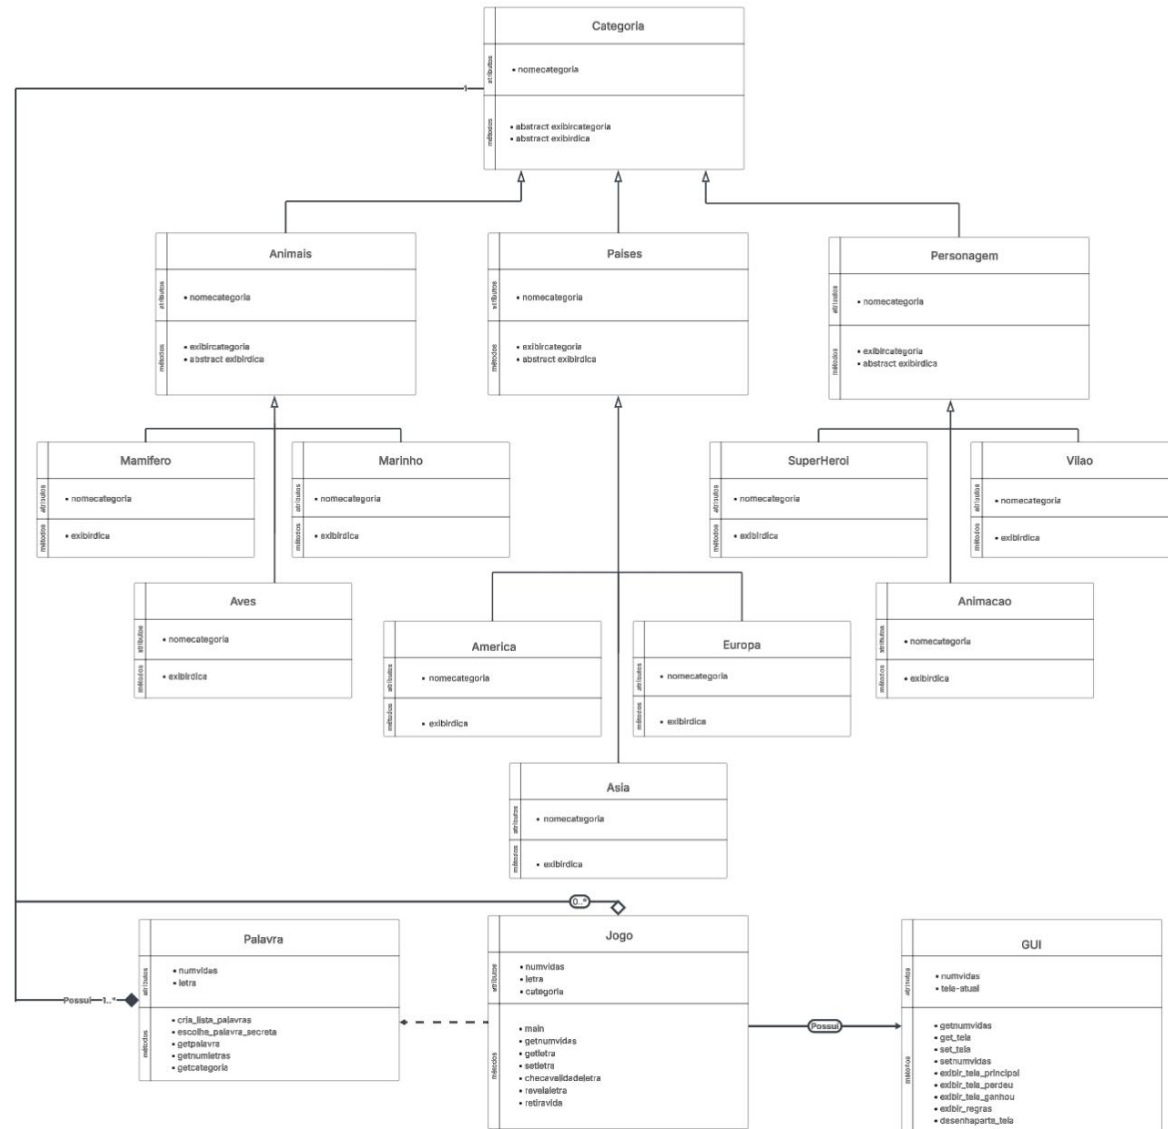 Categoria
atributos
• nomecategoria
métodos
• abstract exibircategoria
• abstract exibirdica
1
Animais
atributos
• nomecategoria
métodos
• exibircategoria
• abstract exibirdica
Paises
atributos
• nomecategoria
métodos
• exibircategoria
• abstract exibirdica
Personagem
atributos
• nomecategoria
métodos
• exibircategoria
• abstract exibirdica
Mamifero
atributos
• nomecategoria
métodos
• exibirdica
Marinho
atributos
• nomecategoria
métodos
• exibirdica
SuperHeroi
atributos
• nomecategoria
métodos
• exibirdica
Vilao
atributos
• nomecategoria
métodos
• exibirdica
Aves
atributos
• nomecategoria
métodos
• exibirdica
America
atributos
• nomecategoria
métodos
• exibirdica
Europa
atributos
• nomecategoria
métodos
• exibirdica
Animacao
atributos
• nomecategoria
métodos
• exibirdica
Asia
atributos
• nomecategoria
métodos
• exibirdica
0..*
Possui 1..*
Palavra
atributos
• numvidas
• letra
métodos
• cria_lista_palavras
• escolhe_palavra_secreta
• getpalavra
• getnumletras
• getcategoria
Jogo
atributos
• numvidas
• letra
• categoria
métodos
• main
• getnumvidas
• getletra
• setletra
• checavalidadeletra
• revelaletra
• retiravida
Possui
GUI
atributos
• numvidas
• tela-atual
métodos
• getnumvidas
• get_tela
• set_tela
• setnumvidas
• exibir_tela_principal
• exibir_tela_perdeu
• exibir_tela_ganhou
• exibir_regras
• desenhaparte_tela